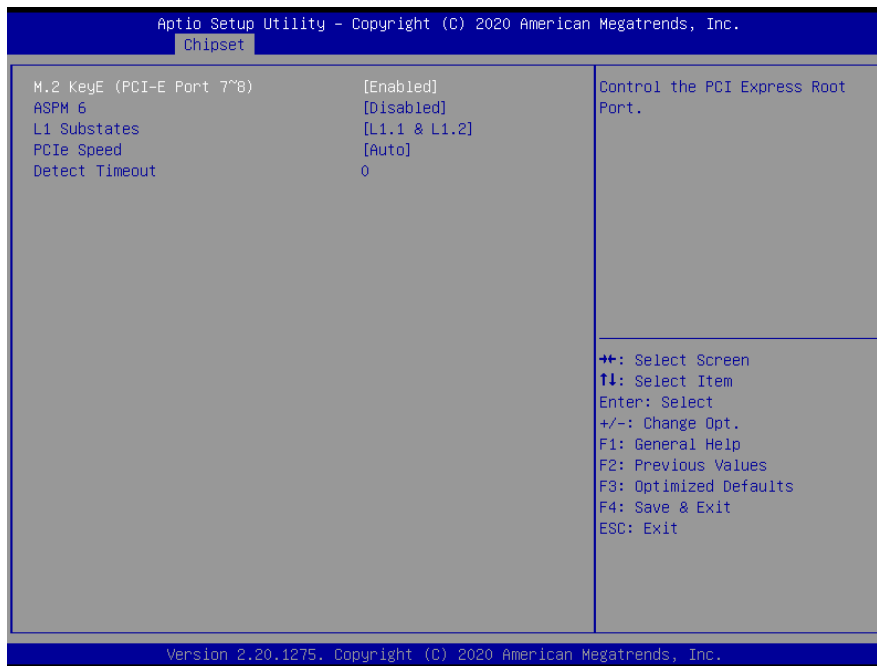 Aptio Setup Utility – Copyright (C) 2020 American Megatrends, Inc.
Chipset
M.2 KeyE (PCI-E Port 7~8) [Enabled]
ASPM 6 [Disabled]
L1 Substates [L1.1 & L1.2]
PCIe Speed [Auto]
Detect Timeout 0
Control the PCI Express Root
Port.
→←: Select Screen
↑↓: Select Item
Enter: Select
+/-: Change Opt.
F1: General Help
F2: Previous Values
F3: Optimized Defaults
F4: Save & Exit
ESC: Exit
Version 2.20.1275. Copyright (C) 2020 American Megatrends, Inc.